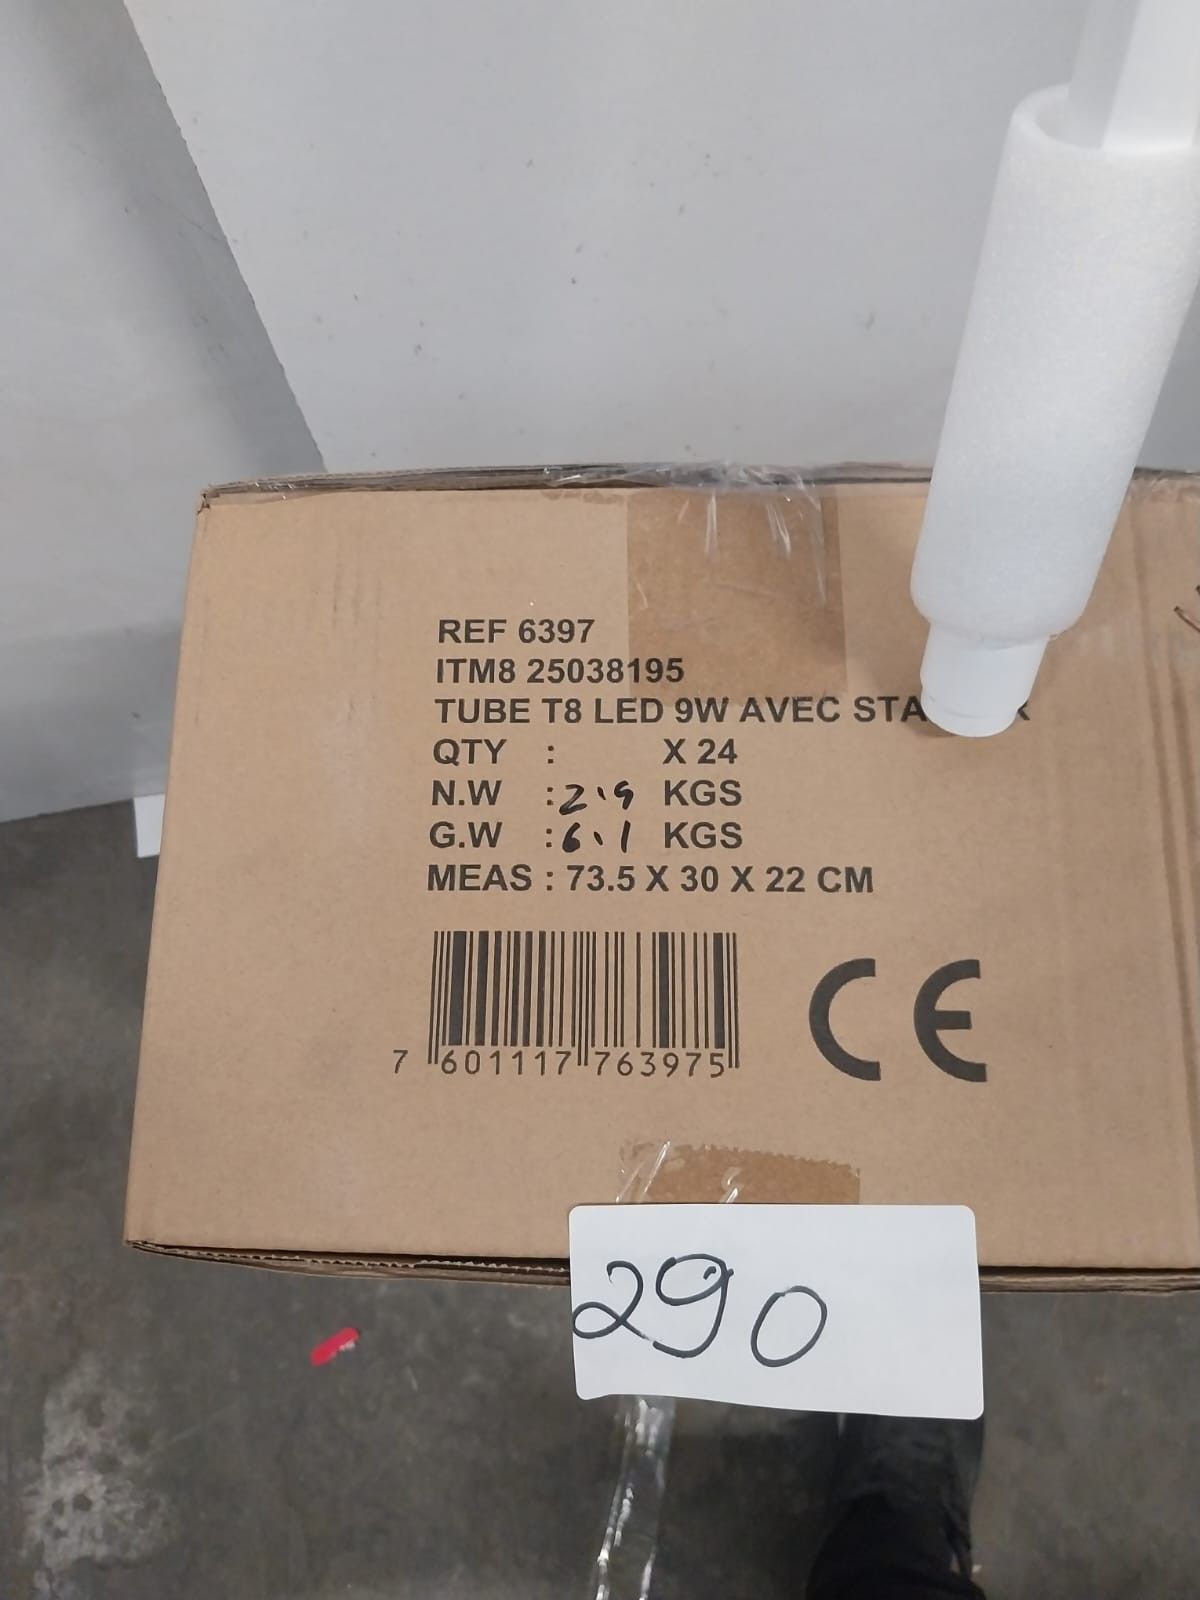 REF 6397
ITM8 25038195
TUBE T8 LED 9W AVEC
QTY : X 24
N.W : 2.9 KGS
G.W : 6.1 KGS
MEAS : 73.5 X 30 X 22 CM
7 601117 763975
CE
290